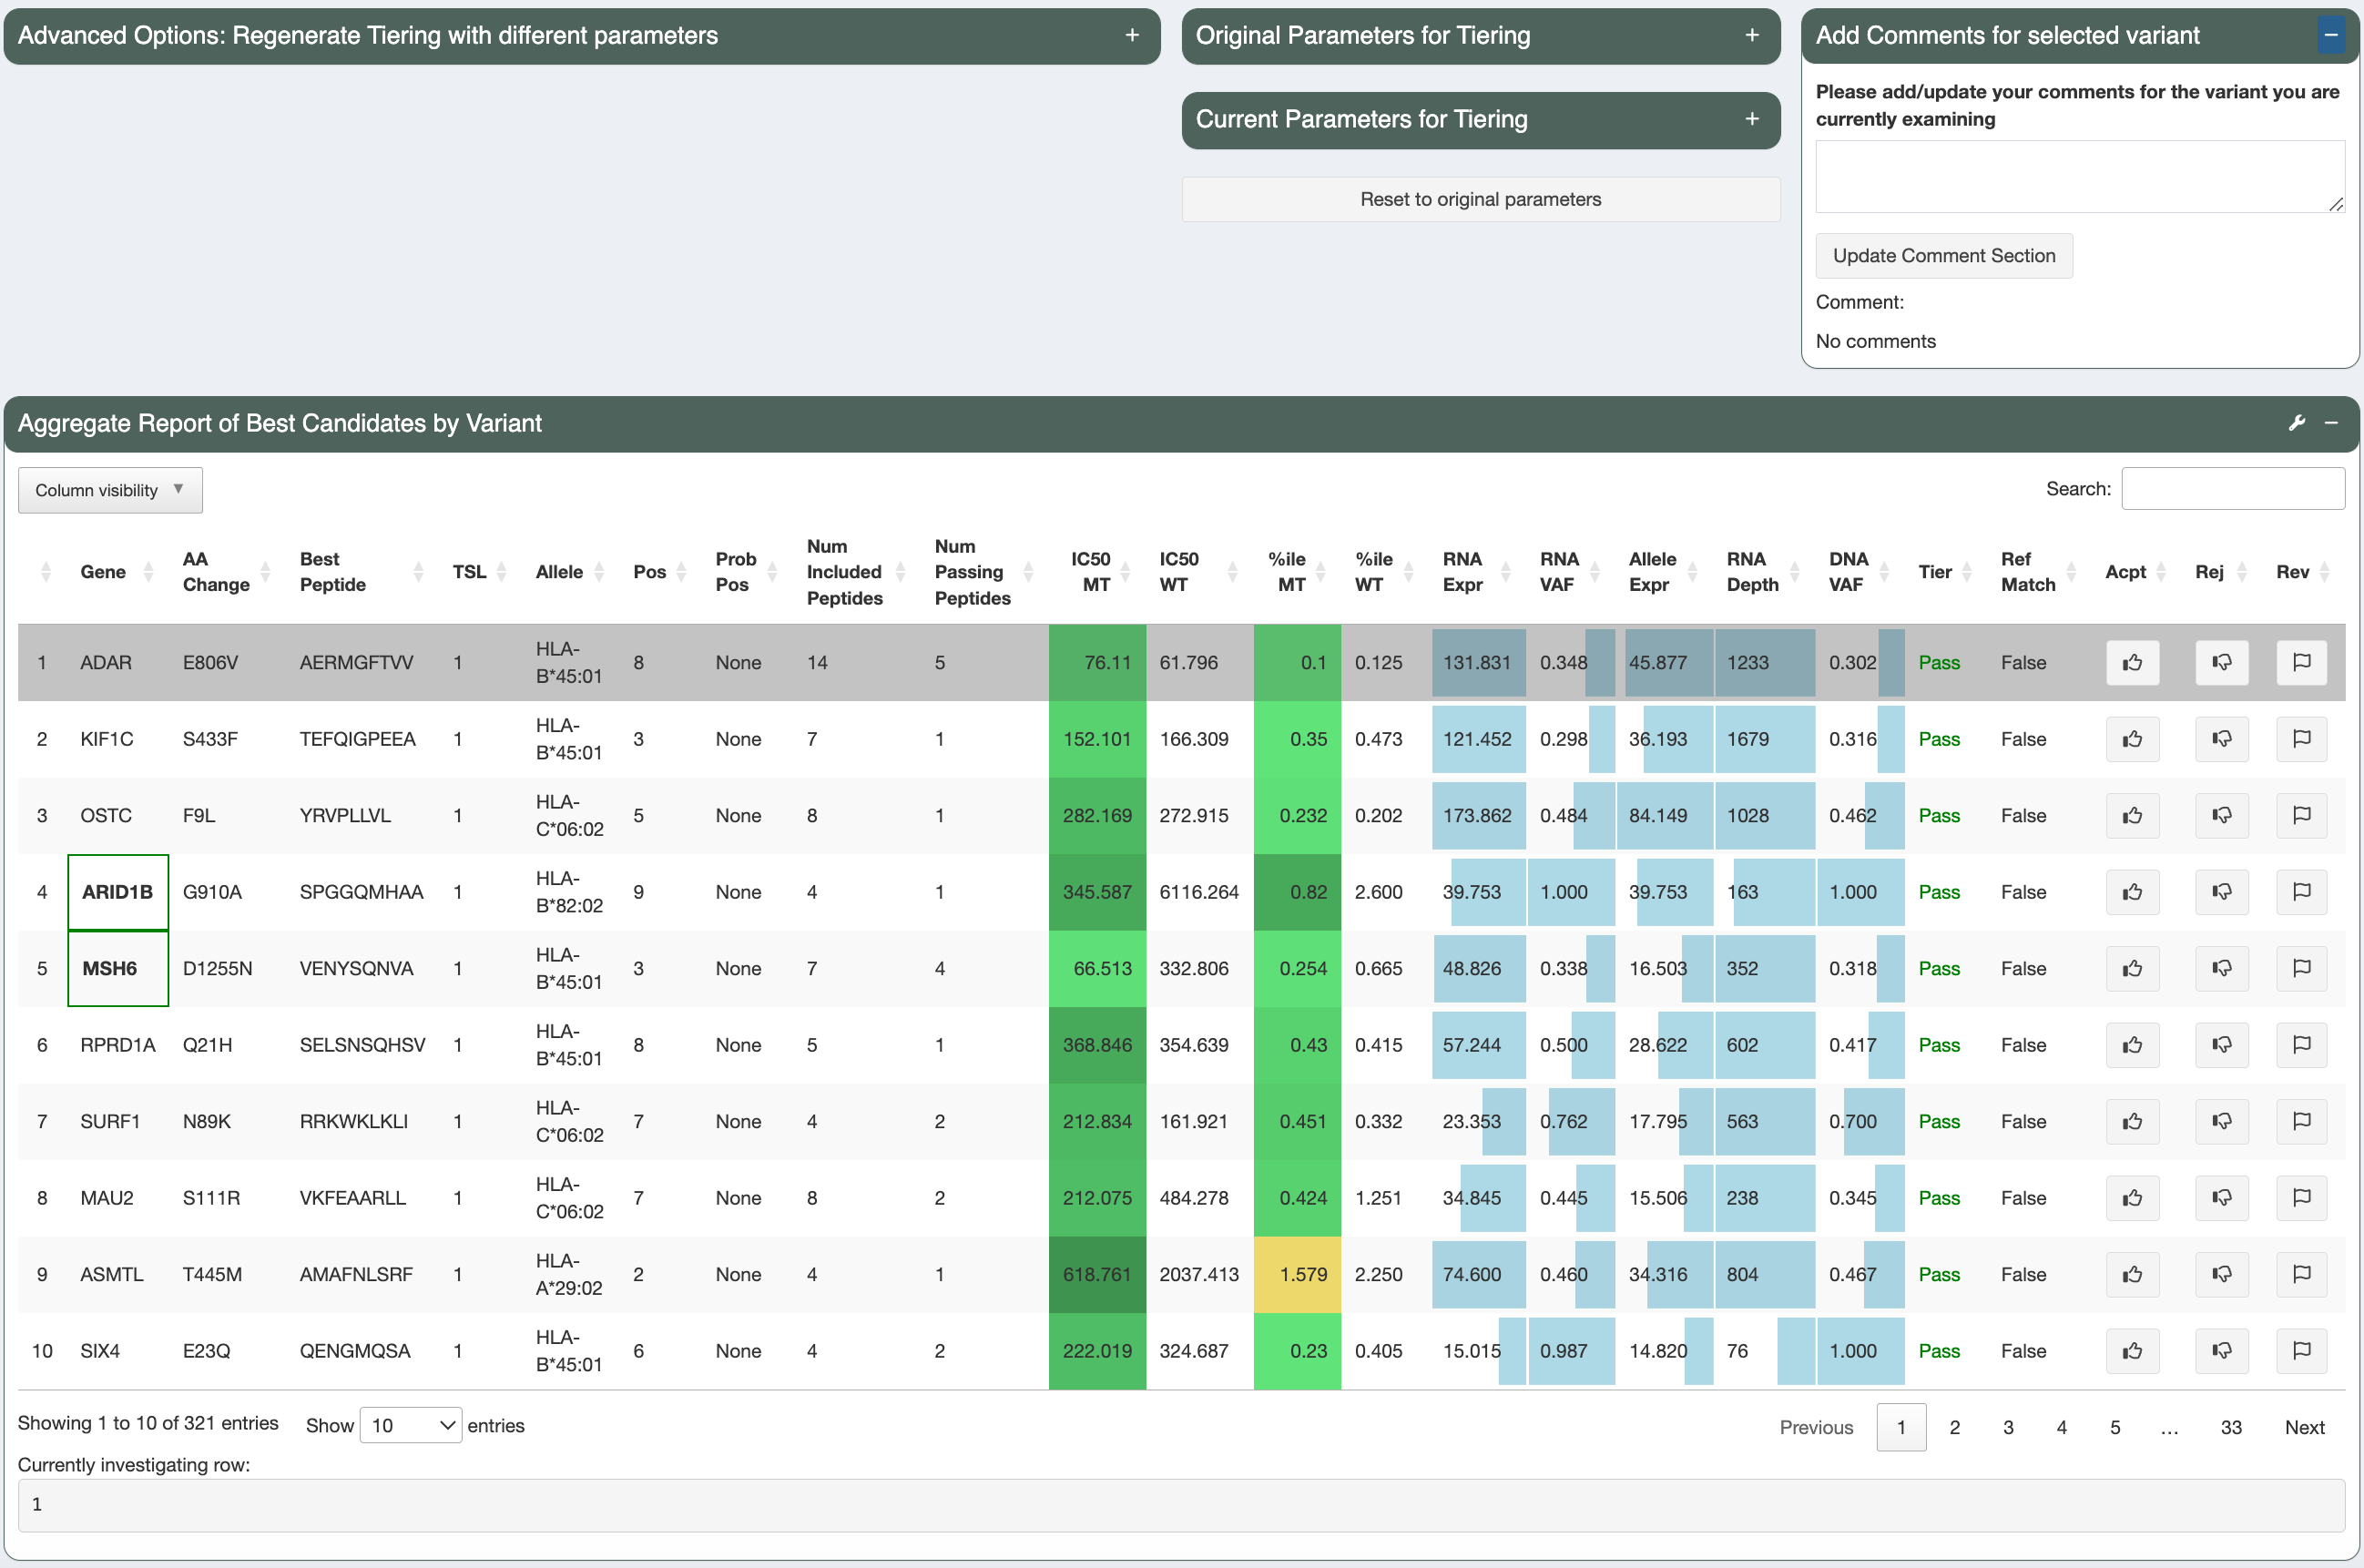 Advanced Options: Regenerate Tiering with different parameters +
Original Parameters for Tiering +
Current Parameters for Tiering +
Reset to original parameters
Add Comments for selected variant −
Please add/update your comments for the variant you are
currently examining
Update Comment Section
Comment:
No comments
Aggregate Report of Best Candidates by Variant −
Column visibility ▼
Search:
Gene AA Change Best Peptide TSL Allele Pos Prob Pos Num Included Peptides Num Passing Peptides IC50 MT IC50 WT %ile MT %ile WT RNA Expr RNA VAF Allele Expr RNA Depth DNA VAF Tier Ref Match Acpt Rej Rev
1 ADAR E806V AERMGFTVV 1 HLA-B*45:01 8 None 14 5 76.11 61.796 0.1 0.125 131.831 0.348 45.877 1233 0.302 Pass False
2 KIF1C S433F TEFQIGPEEA 1 HLA-B*45:01 3 None 7 1 152.101 166.309 0.35 0.473 121.452 0.298 36.193 1679 0.316 Pass False
3 OSTC F9L YRVPLLVL 1 HLA-C*06:02 5 None 8 1 282.169 272.915 0.232 0.202 173.862 0.484 84.149 1028 0.462 Pass False
4 ARID1B G910A SPGGQMHAA 1 HLA-B*82:02 9 None 4 1 345.587 6116.264 0.82 2.600 39.753 1.000 39.753 163 1.000 Pass False
5 MSH6 D1255N VENYSQNVA 1 HLA-B*45:01 3 None 7 4 66.513 332.806 0.254 0.665 48.826 0.338 16.503 352 0.318 Pass False
6 RPRD1A Q21H SELSNSQHSV 1 HLA-B*45:01 8 None 5 1 368.846 354.639 0.43 0.415 57.244 0.500 28.622 602 0.417 Pass False
7 SURF1 N89K RRKWKLKLI 1 HLA-C*06:02 7 None 4 2 212.834 161.921 0.451 0.332 23.353 0.762 17.795 563 0.700 Pass False
8 MAU2 S111R VKFEAARLL 1 HLA-C*06:02 7 None 8 2 212.075 484.278 0.424 1.251 34.845 0.445 15.506 238 0.345 Pass False
9 ASMTL T445M AMAFNLSRF 1 HLA-A*29:02 2 None 4 1 618.761 2037.413 1.579 2.250 74.600 0.460 34.316 804 0.467 Pass False
10 SIX4 E23Q QENGMQSA 1 HLA-B*45:01 6 None 4 2 222.019 324.687 0.23 0.405 15.015 0.987 14.820 76 1.000 Pass False
Showing 1 to 10 of 321 entries Show 10 entries Previous 1 2 3 4 5 … 33 Next
Currently investigating row:
1